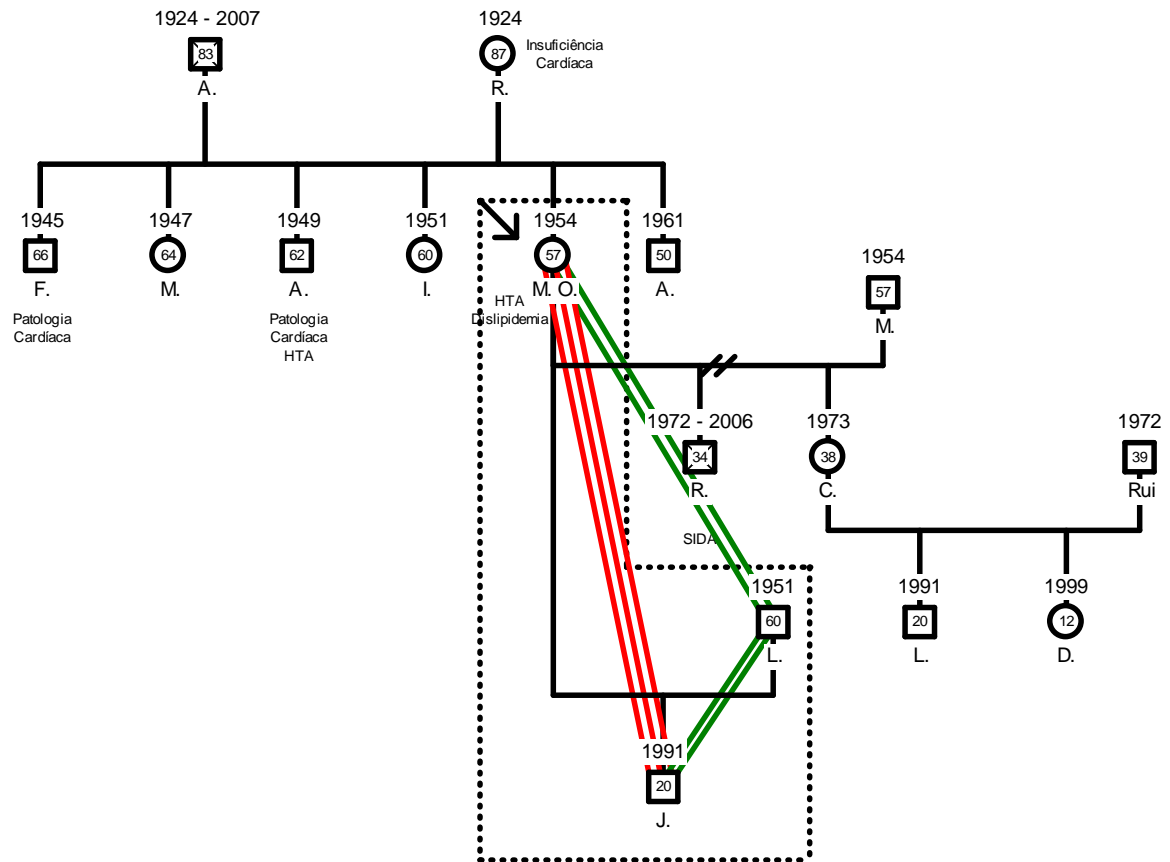 1924 - 2007
83
A.
1924
87
R.
Insuficiência
Cardíaca
1945
66
F.
Patologia
Cardíaca
1947
64
M.
1949
62
A.
Patologia
Cardíaca
HTA
1951
60
I.
1954
57
M. O.
HTA
Dislipidemia
1961
50
A.
1954
57
M.
1972 - 2006
34
R.
SIDA
1973
38
C.
1972
39
Rui
1951
60
L.
1991
20
L.
1999
12
D.
1991
20
J.